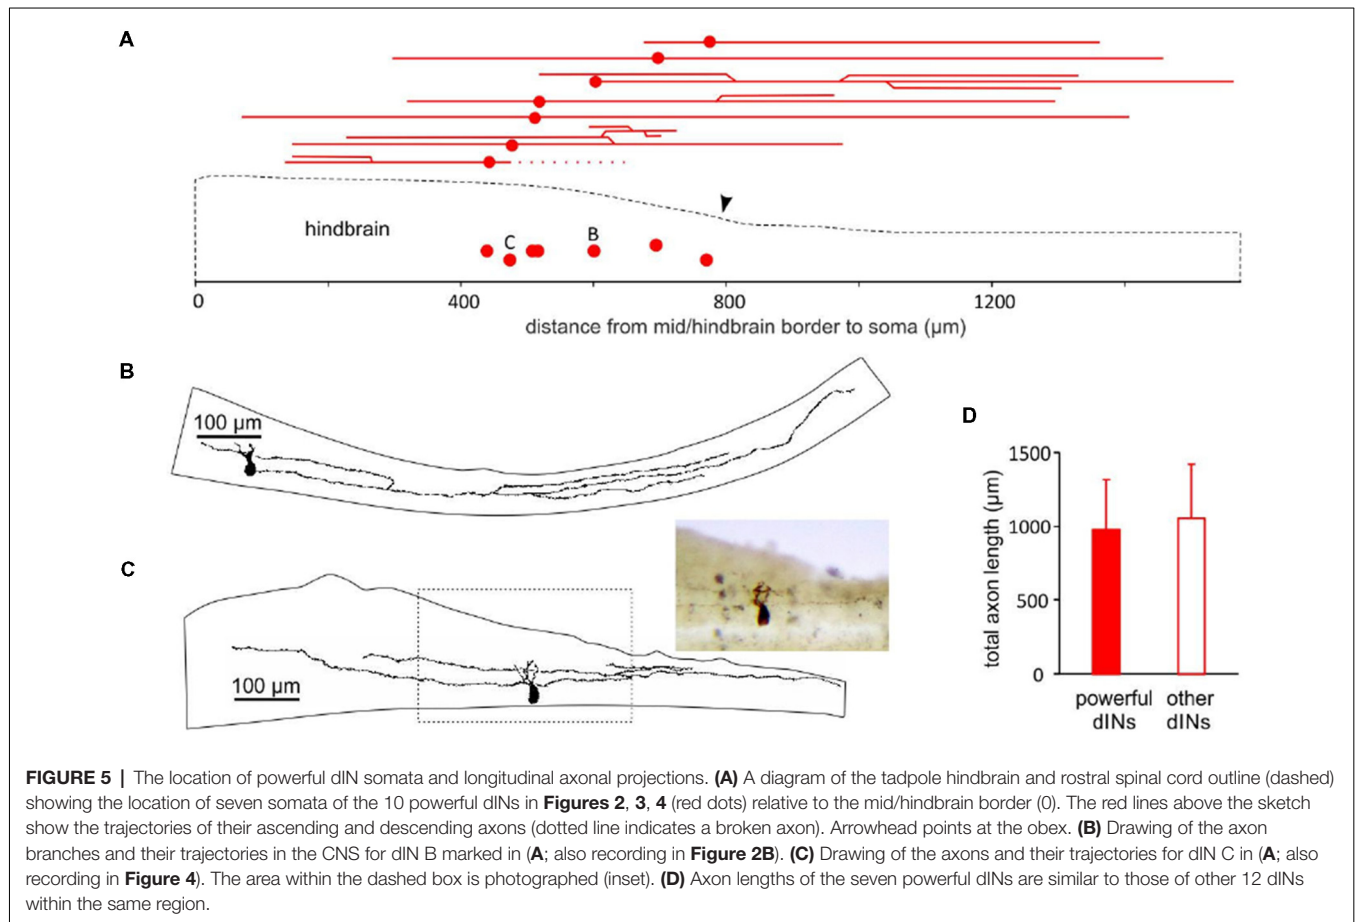 A
hindbrain
C
B
0
400
800
1200
distance from mid/hindbrain border to soma (µm)
B
100 µm
C
100 µm
D
total axon length (µm)
1500
1000
500
0
powerful
dINs
other
dINs
FIGURE 5 | The location of powerful dIN somata and longitudinal axonal projections. (A) A diagram of the tadpole hindbrain and rostral spinal cord outline (dashed)
showing the location of seven somata of the 10 powerful dINs in Figures 2, 3, 4 (red dots) relative to the mid/hindbrain border (0). The red lines above the sketch
show the trajectories of their ascending and descending axons (dotted line indicates a broken axon). Arrowhead points at the obex. (B) Drawing of the axon
branches and their trajectories in the CNS for dIN B marked in (A; also recording in Figure 2B). (C) Drawing of the axons and their trajectories for dIN C in (A; also
recording in Figure 4). The area within the dashed box is photographed (inset). (D) Axon lengths of the seven powerful dINs are similar to those of other 12 dINs
within the same region.